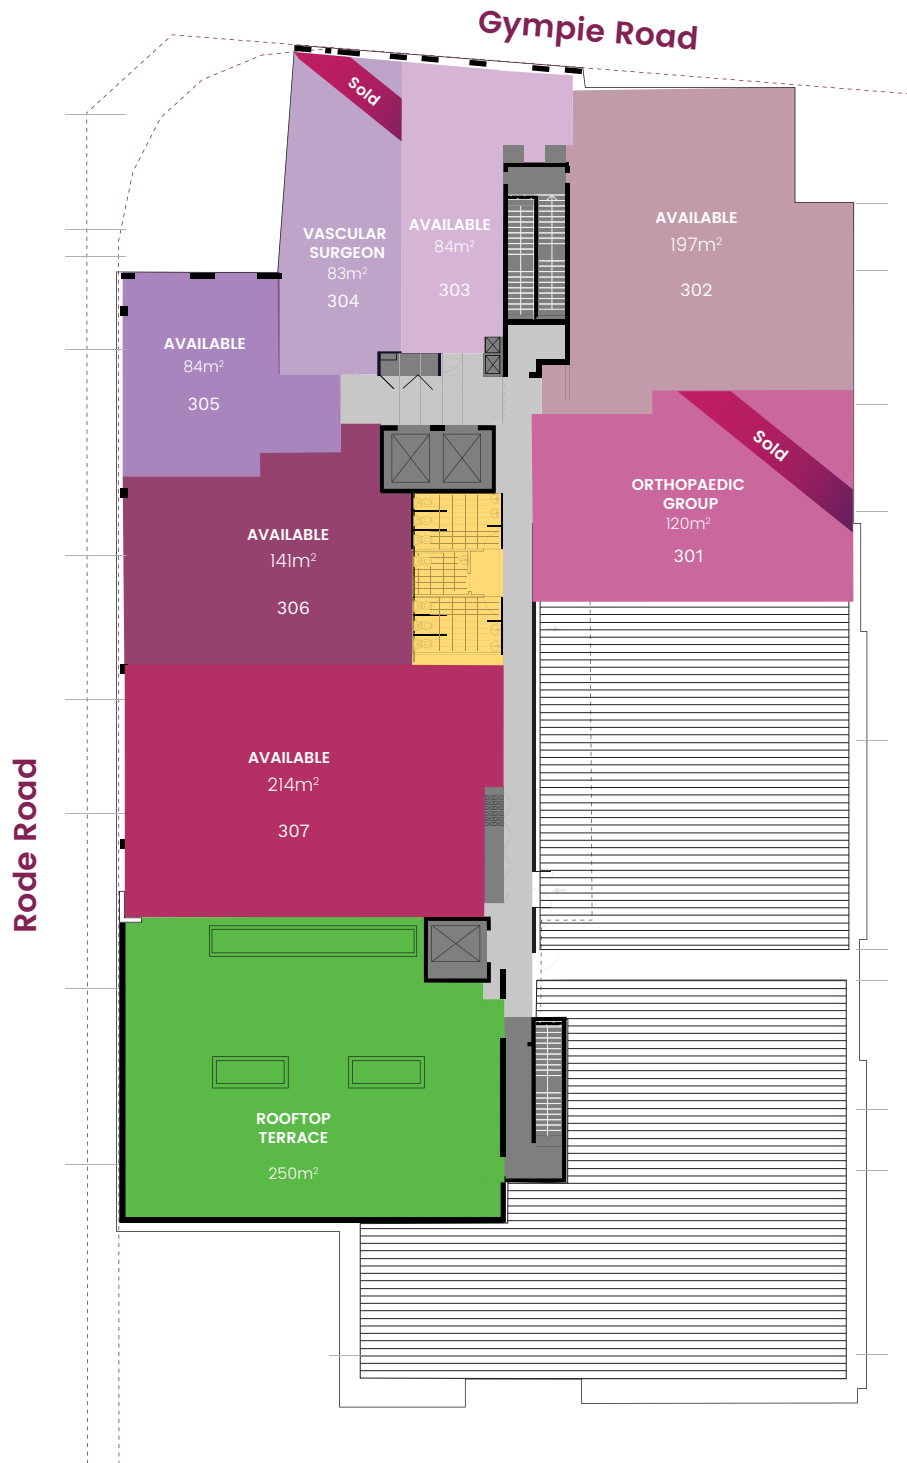 Gympie Road
Sold
VASCULAR
SURGEON
83m²
304
AVAILABLE
84m²
303
AVAILABLE
197m²
302
AVAILABLE
84m²
305
Sold
ORTHOPAEDIC
GROUP
120m²
301
AVAILABLE
141m²
306
AVAILABLE
214m²
307
Rode Road
ROOFTOP
TERRACE
250m²